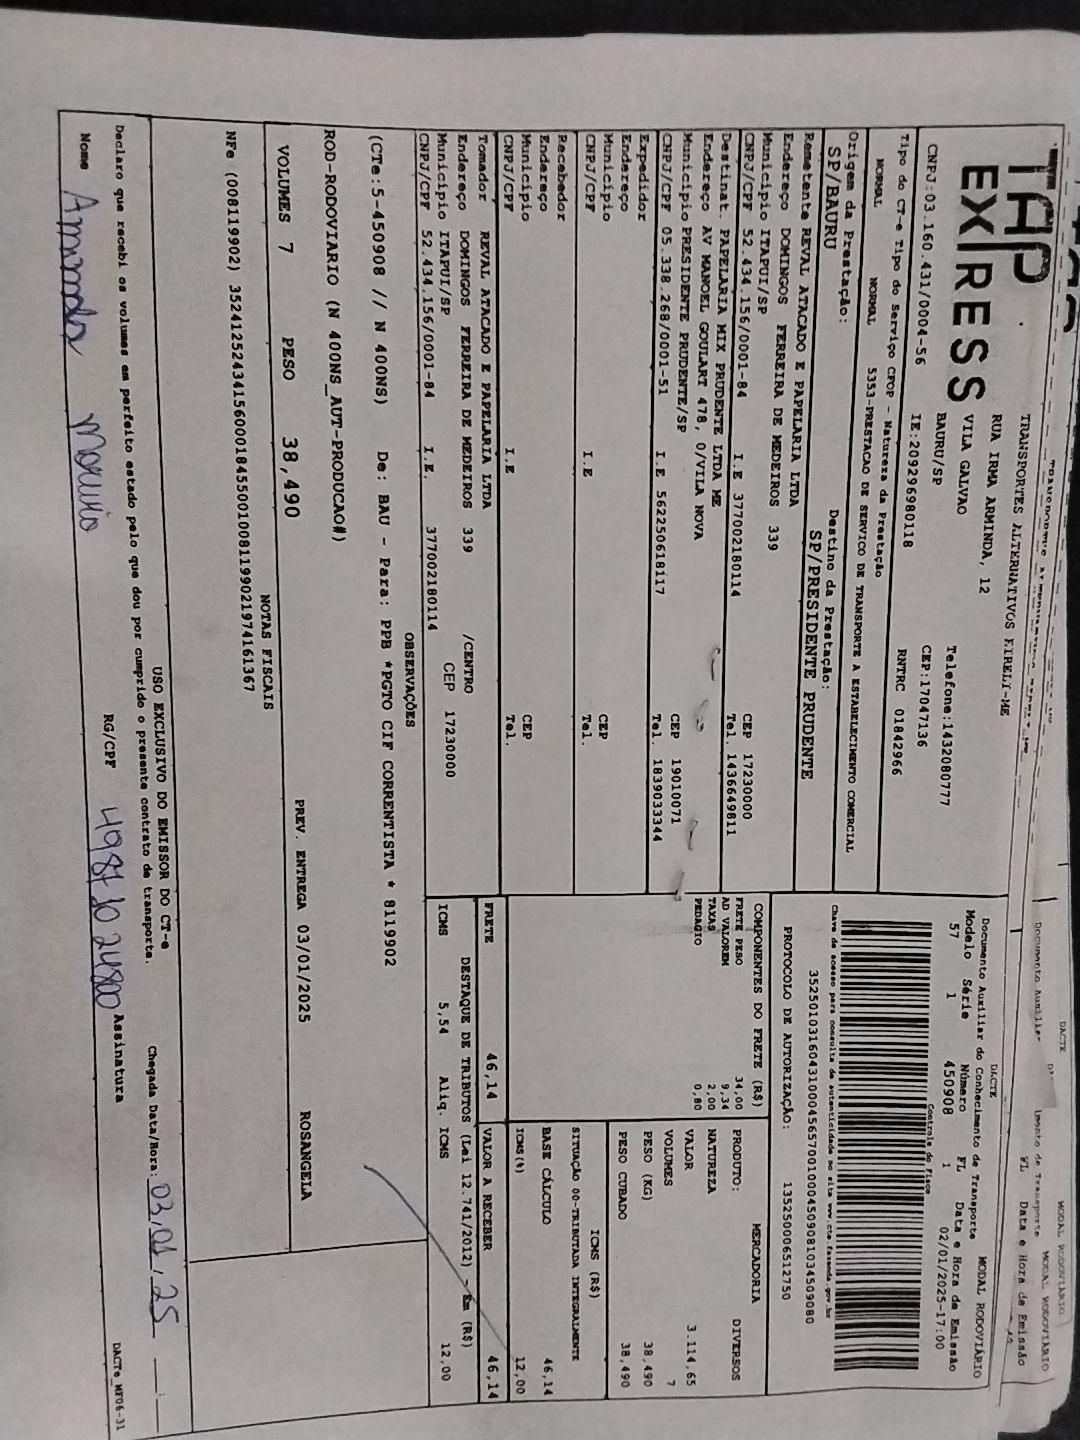 TAP EXPRESS
TRANSPORTES ALTERNATIVOS EIRELI-ME
RUA IRMA ARMINDA, 12
VILA GALVAO
BAURU/SP
Telefone:1432080777
CEP:17047136
CNPJ:03.160.431/0004-56 IE:209296980118 RNTRC 01842966
DACTE
Documento Auxiliar do Conhecimento de Transporte MODAL RODOVIÁRIO
Modelo Série Número FL Data e Hora de Emissão
57 1 450908 1 02/01/2025-17:00
Controle do Fisco
Tipo do CT-e Tipo do Serviço CFOP - Natureza da Prestação
NORMAL NORMAL 5353-PRESTACAO DE SERVICO DE TRANSPORTE A ESTABELECIMENTO COMERCIAL
Chave de acesso para consulta de autenticidade no site www.cte.fazenda.gov.br
PROTOCOLO DE AUTORIZAÇÃO: 135250006512750
Origem da Prestação: Destino da Prestação:
SP/BAURU SP/PRESIDENTE PRUDENTE
Remetente REVAL ATACADO E PAPELARIA LTDA
Endereço DOMINGOS FERREIRA DE MEDEIROS 339
Município ITAPUI/SP CEP 17230000
CNPJ/CPF 52.434.156/0001-84 I.E 377002180114 Tel. 1436649811
Destinat. PAPELARIA MIX PRUDENTE LTDA ME
Endereço AV MANOEL GOULART 478, 0/VILA NOVA
Município PRESIDENTE PRUDENTE/SP CEP 19010071
CNPJ/CPF 05.338.268/0001-51 I.E 562250618117 Tel. 1839033344
Expedidor
Endereço
Município CEP
CNPJ/CPF I.E Tel.
Recebedor
Endereço
Município CEP
CNPJ/CPF I.E Tel.
Tomador REVAL ATACADO E PAPELARIA LTDA
Endereço DOMINGOS FERREIRA DE MEDEIROS 339 /CENTRO
Município ITAPUI/SP CEP 17230000
CNPJ/CPF 52.434.156/0001-84 I.E. 377002180114
COMPONENTES DO FRETE (R$)
FRETE PESO 34,00
AD VALOREM 9,34
TAXAS 2,00
PEDAGIO 0,80
MERCADORIA
PRODUTO: DIVERSOS
NATUREZA
VALOR 3.114,65
VOLUMES 7
PESO (KG) 38,490
PESO CUBADO 38,490
ICMS (R$)
SITUAÇÃO 00-TRIBUTADA INTEGRALMENTE
BASE CÁLCULO 46,14
ICMS(%) 12,00
FRETE 46,14 VALOR A RECEBER 46,14
DESTAQUE DE TRIBUTOS (Lei 12.741/2012) - Em (R$)
ICMS 5,54 Aliq. ICMS 12,00
OBSERVAÇÕES
(CTe:5-450908 // N 400NS) De: BAU - Para: PPB *PGTO CIF CORRENTISTA * 8119902
ROD-RODOVIARIO (N 400NS_AUT-PRODUCAO#)
VOLUMES 7 PESO 38,490 PREV. ENTREGA 03/01/2025 ROSANGELA
NOTAS FISCAIS
NFe (008119902)
USO EXCLUSIVO DO EMISSOR DO CT-e
Declaro que recebi os volumes em perfeito estado pelo que dou por cumprido o presente contrato de transporte. Chegada Data/Hora: 03,01,25
Nome Amanda RG/CPF Assinatura
DACTe_MF06-31